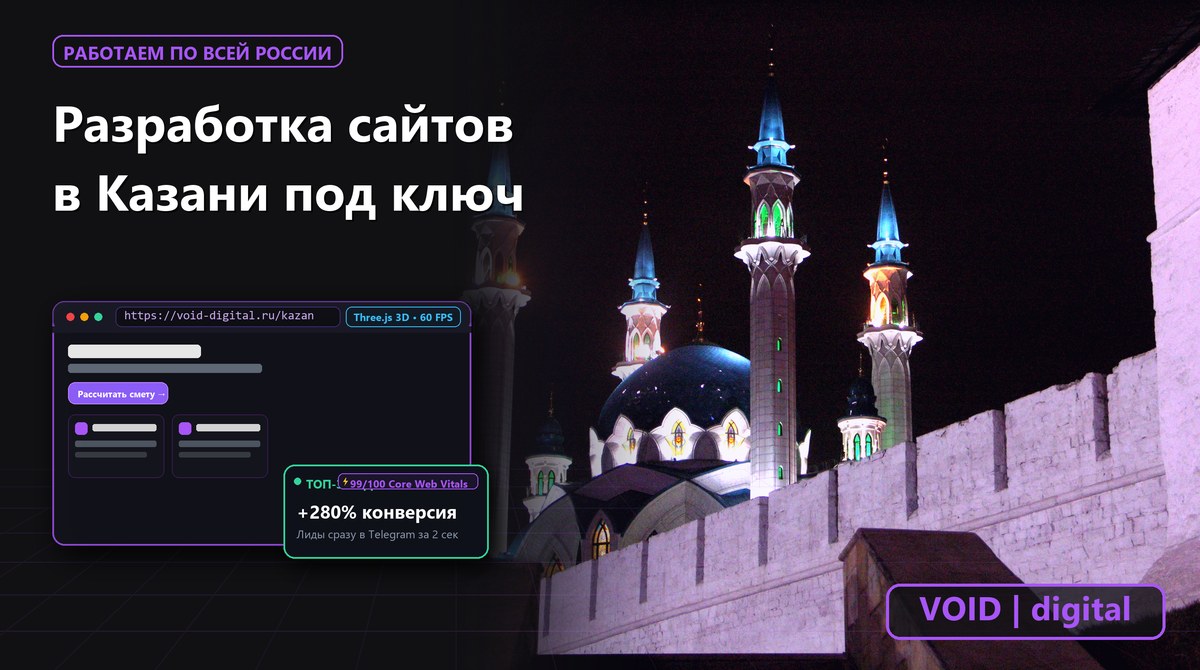 РАБОТАЕМ ПО ВСЕЙ РОССИИ
Разработка сайтов
в Казани под ключ
https://void-digital.ru/kazan
Three.js 3D • 60 FPS
Рассчитать смету →
ТОП-
99/100 Core Web Vitals
+280% конверсия
Лиды сразу в Telegram за 2 сек
VOID | digital